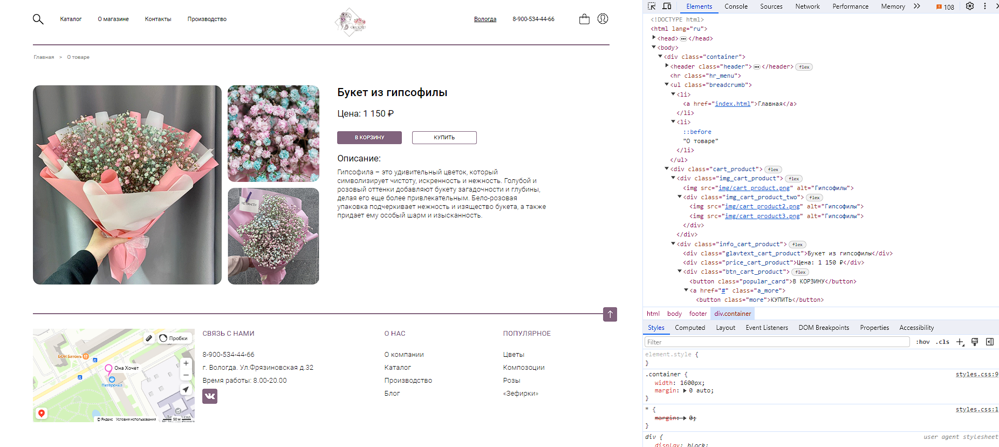 Каталог О магазине Контакты Производство
ОНА ХОЧЕТ
Вологда 8-900-534-44-66
Главная > О товаре
Букет из гипсофилы
Цена: 1 150 ₽
В КОРЗИНУ КУПИТЬ
Описание:
Гипсофила – это удивительный цветок, который
символизирует чистоту, искренность и нежность. Голубой и
розовый оттенки добавляют букету загадочности и глубины,
делая его еще более привлекательным. Бело-розовая
упаковка подчеркивает нежность и изящество букета, а также
придает ему особый шарм и изысканность.
НЕ ГРУСТИ
Пробки
БОН Батонъ
Она Хочет
Пятёрочка
+
−
© Яндекс Условия использования
50 м
СВЯЗЬ С НАМИ
8-900-534-44-66
г. Вологда. Ул.Фрязиновская д.32
Время работы: 8.00-20.00
О НАС
О компании
Каталог
Производство
Блог
ПОПУЛЯРНОЕ
Цветы
Композоции
Розы
«Зефирки»
Elements Console Sources Network Performance Memory 108
<!DOCTYPE html>
<html lang="ru">
<head> ••• </head>
<body>
<div class="container">
<header class="header"> ••• </header> flex
<hr class="hr_menu">
<ul class="breadcrumb">
<li>
<a href="index.html">Главная</a>
</li>
<li>
::before
"О товаре"
</li>
</ul>
<div class="cart_product"> flex
<div class="img_cart_product"> flex
<img src="img/cart product.png" alt="Гипсофилы">
<div class="img_cart_product_two"> flex
<img src="img/cart product2.png" alt="Гипсофилы">
<img src="img/cart product3.png" alt="Гипсофилы">
</div>
</div>
<div class="info_cart_product"> flex
<div class="glavtext_cart_product">Букет из гипсофилы</div>
<div class="price_cart_product">Цена: 1 150 ₽</div>
<div class="btn_cart_product"> flex
<button class="popular_card">В КОРЗИНУ</button>
<a href="#" class="a_more">
<button class="more">КУПИТЬ</button>
html body footer div.container
Styles Computed Layout Event Listeners DOM Breakpoints Properties Accessibility
Filter :hov .cls
element.style {
}
.container { styles.css:9
width: 1600px;
margin: 0 auto;
}
* { styles.css:1
margin: 0;
}
div { user agent stylesheet
display: block;